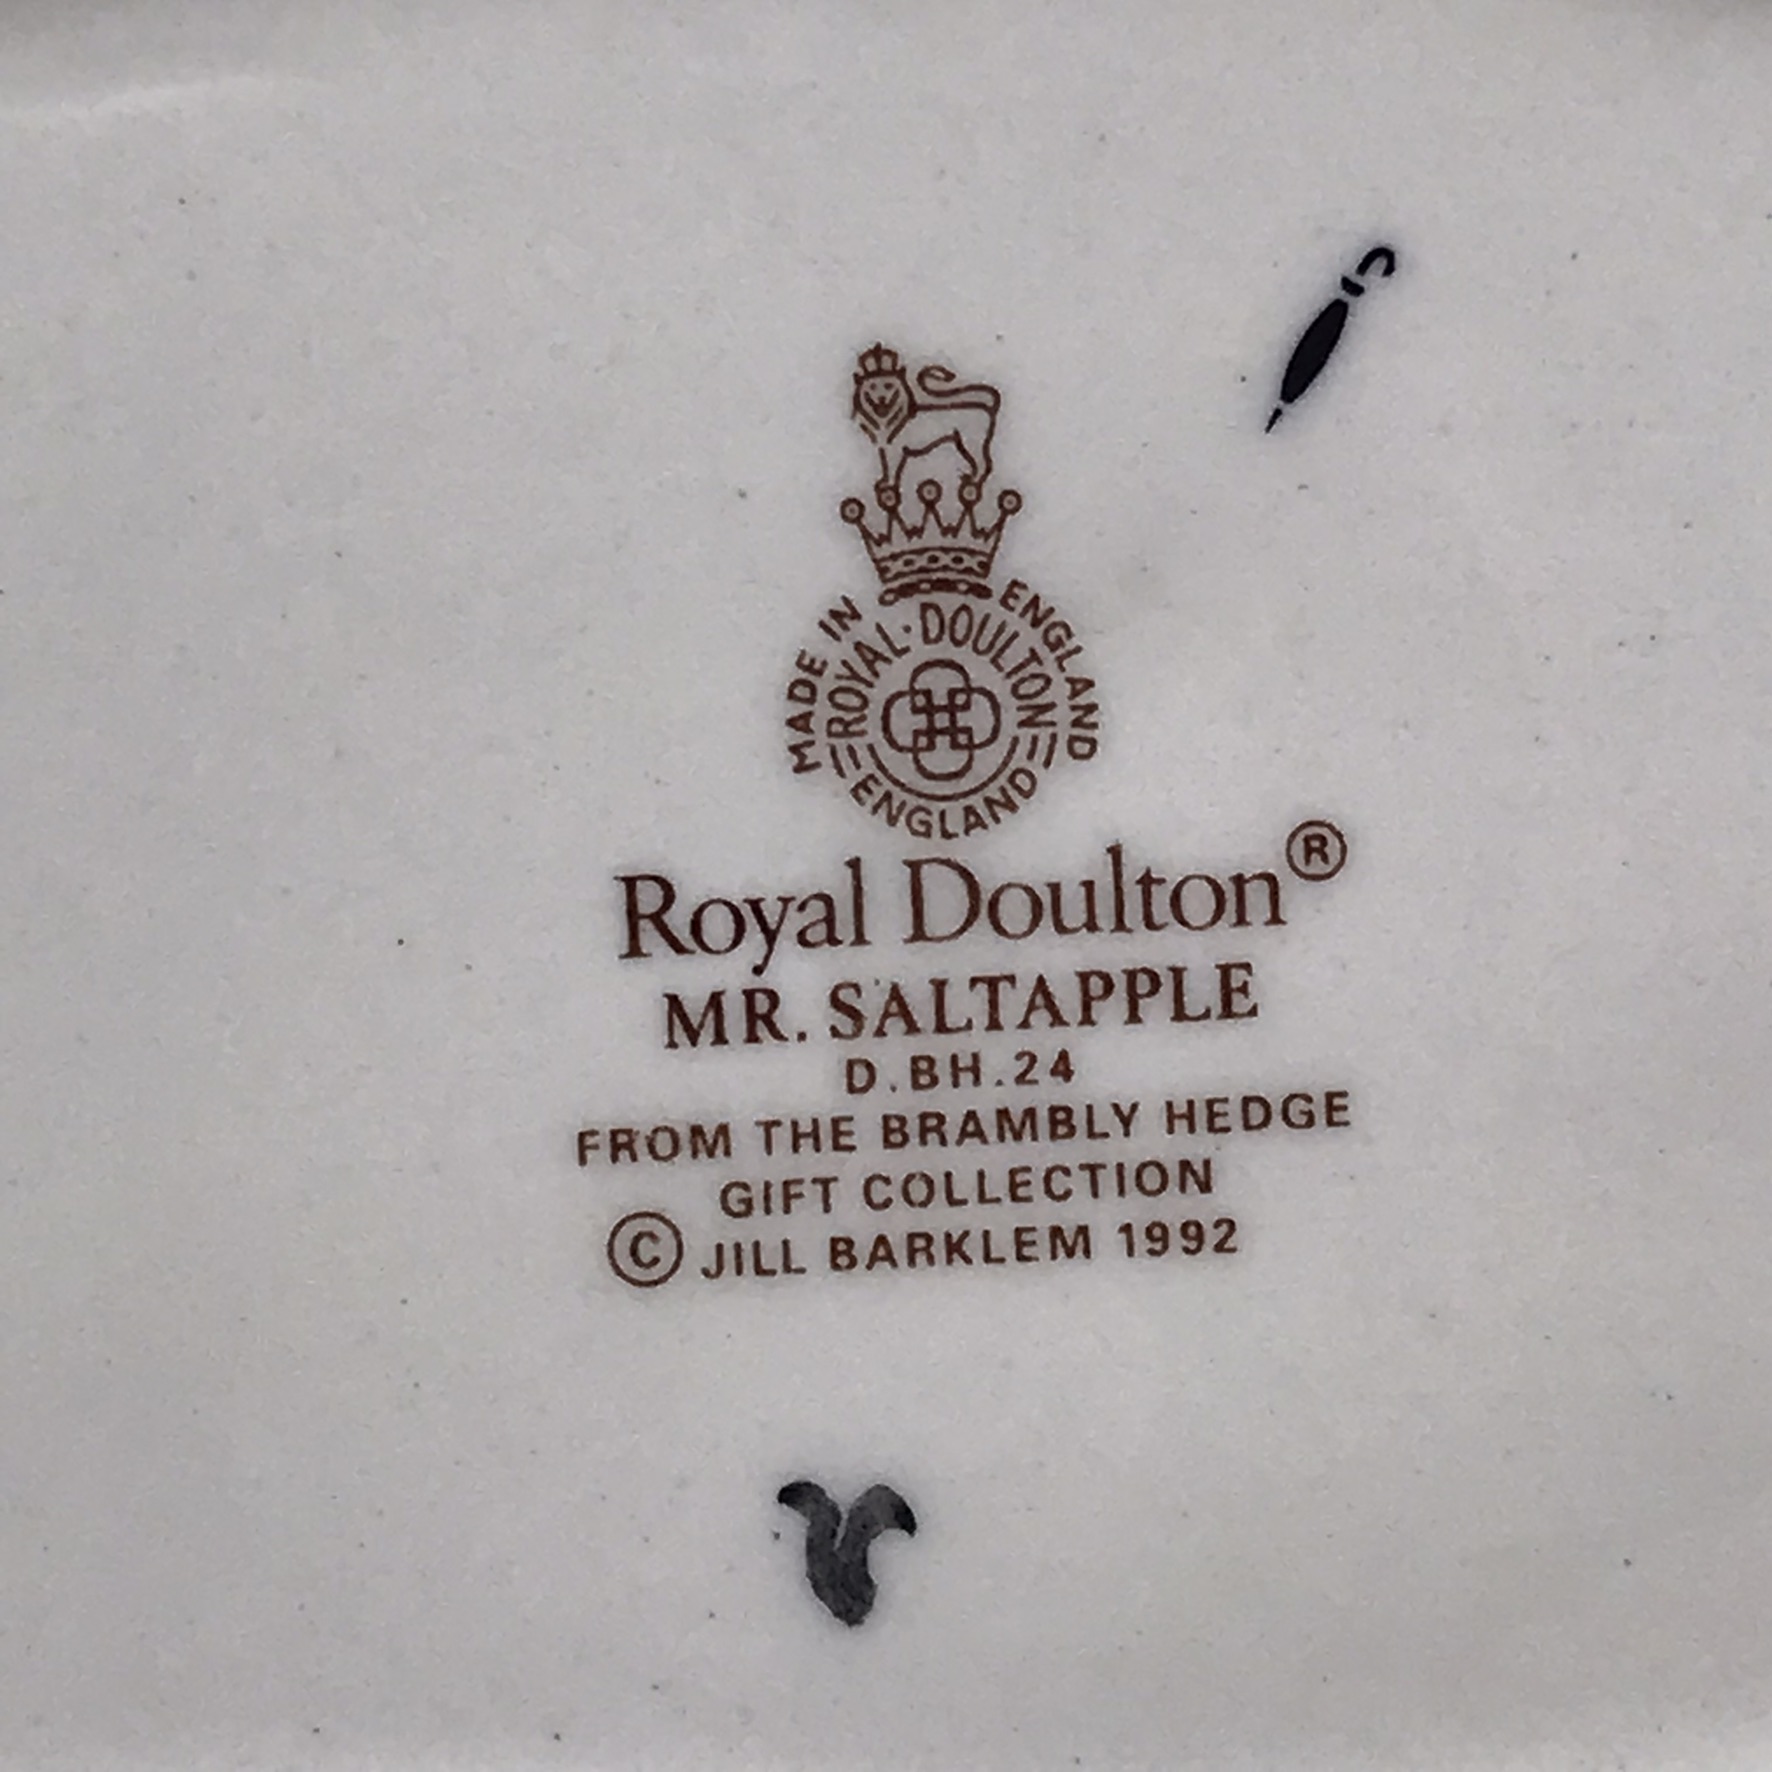 MADE IN ENGLAND
ROYAL·DOULTON
ENGLAND
Royal Doulton®
MR. SALTAPPLE
D.BH.24
FROM THE BRAMBLY HEDGE
GIFT COLLECTION
© JILL BARKLEM 1992